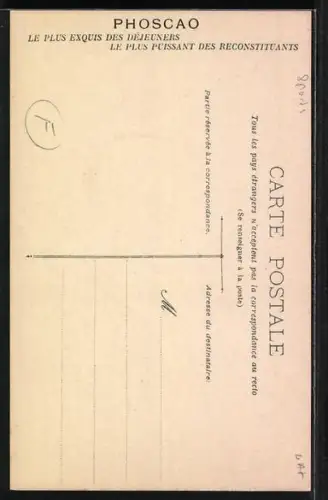 PHOSCAO
LE PLUS EXQUIS DES DÉJEUNERS
LE PLUS PUISSANT DES RECONSTITUANTS
CARTE POSTALE
Tous les pays étrangers n'acceptent pas la correspondance au recto
(Se renseigner à la poste)
Partie réservée à la correspondance.
Adresse du destinataire.
M
F